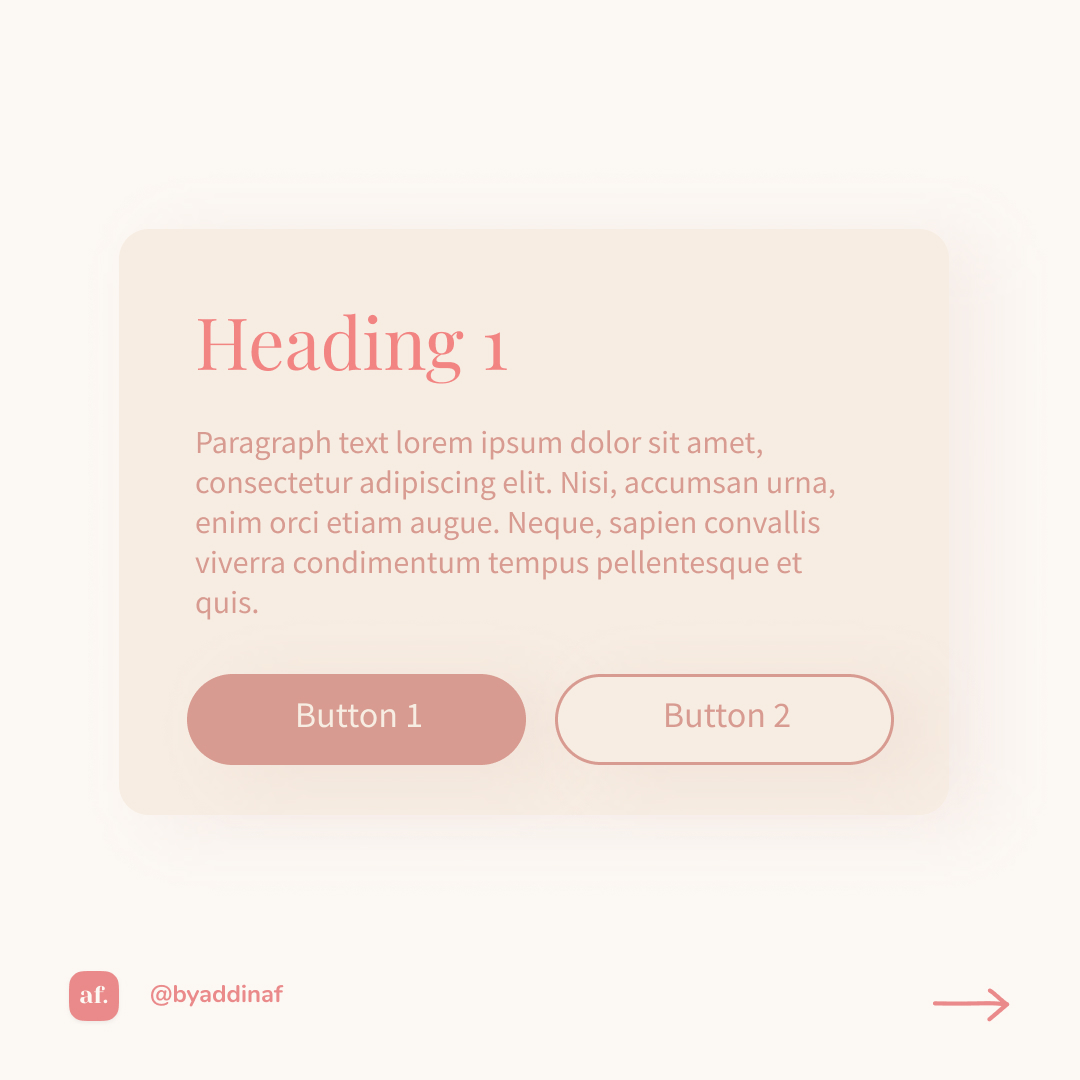 Heading 1
Paragraph text lorem ipsum dolor sit amet,
consectetur adipiscing elit. Nisi, accumsan urna,
enim orci etiam augue. Neque, sapien convallis
viverra condimentum tempus pellentesque et
quis.
Button 1
Button 2
af.
@byaddinaf